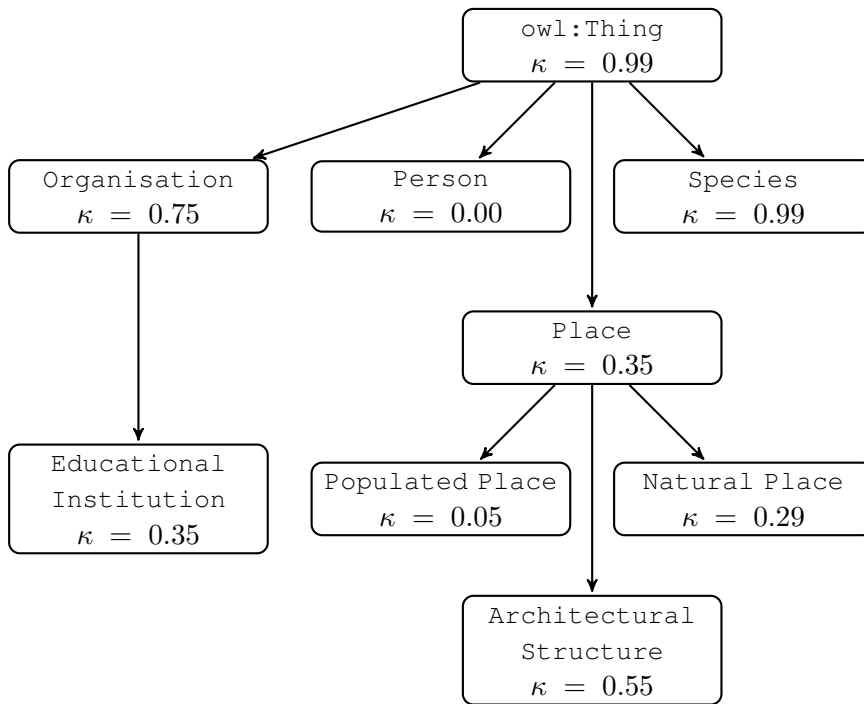 owl:Thing
κ = 0.99
Organisation
κ = 0.75
Person
κ = 0.00
Species
κ = 0.99
Place
κ = 0.35
Educational
Institution
κ = 0.35
Populated Place
κ = 0.05
Natural Place
κ = 0.29
Architectural
Structure
κ = 0.55